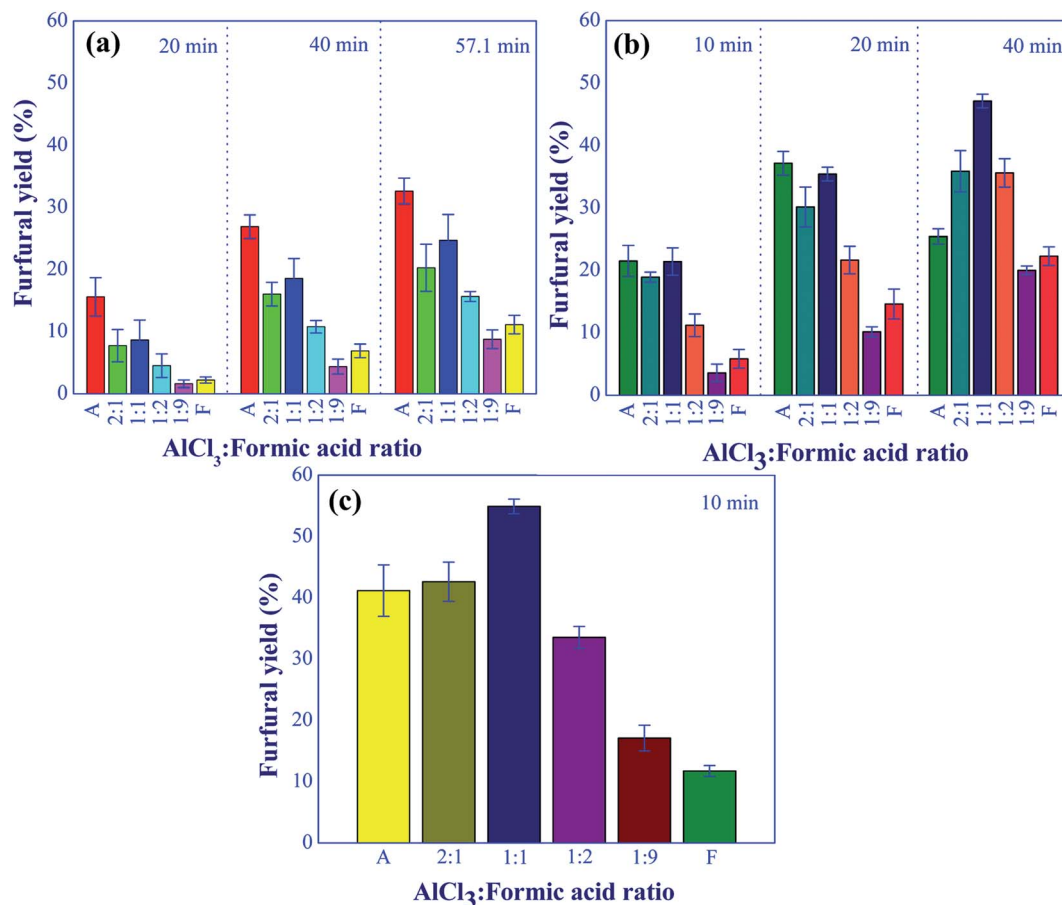 (a)
20 min
40 min
57.1 min
Furfural yield (%)
60
50
40
30
20
10
0
A
2:1
1:1
1:2
1:9
F
A
2:1
1:1
1:2
1:9
F
A
2:1
1:1
1:2
1:9
F
AlCl₃:Formic acid ratio
(b)
10 min
20 min
40 min
Furfural yield (%)
60
50
40
30
20
10
0
A
2:1
1:1
1:2
1:9
F
A
2:1
1:1
1:2
1:9
F
A
2:1
1:1
1:2
1:9
F
AlCl₃:Formic acid ratio
(c)
10 min
Furfural yield (%)
60
50
40
30
20
10
0
A
2:1
1:1
1:2
1:9
F
AlCl₃:Formic acid ratio